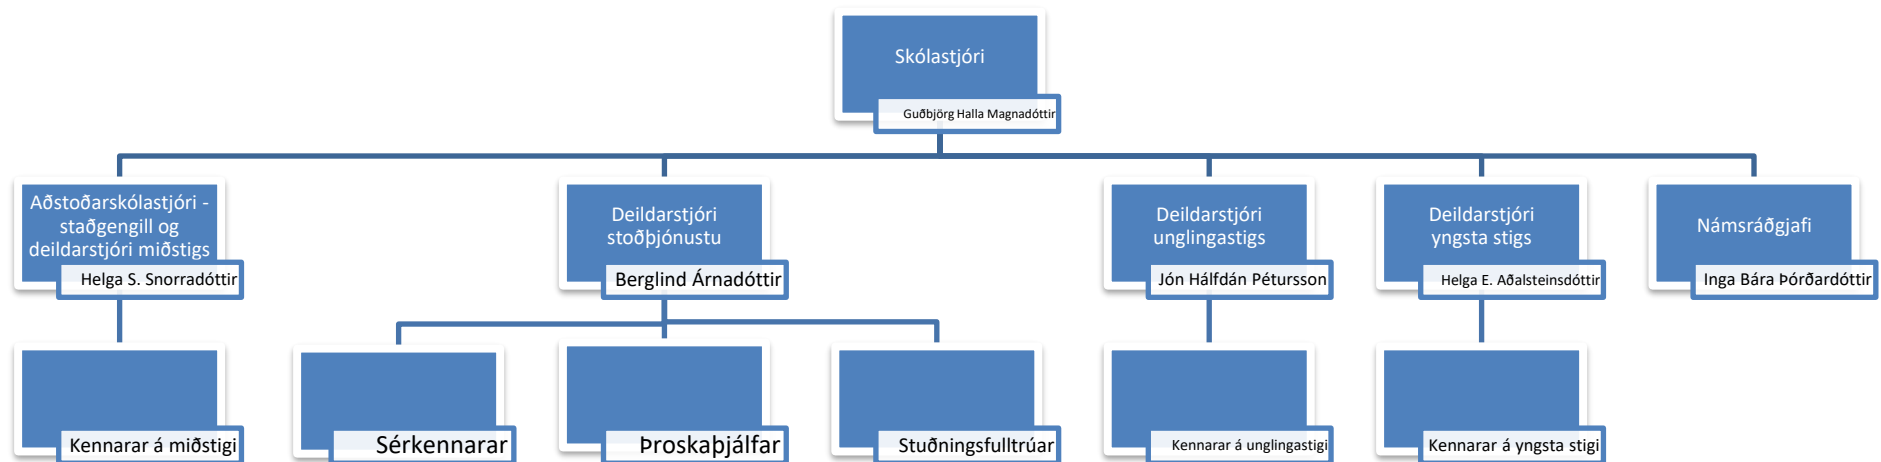 Skólastjóri
Guðbjörg Halla Magnadóttir
Aðstoðarskólastjóri -
staðgengill og
deildarstjóri miðstigs
Helga S. Snorradóttir
Deildarstjóri
stoðþjónustu
Berglind Árnadóttir
Deildarstjóri
unglingastigs
Jón Hálfdán Pétursson
Deildarstjóri
yngsta stigs
Helga E. Aðalsteinsdóttir
Námsráðgjafi
Inga Bára Þórðardóttir
Kennarar á miðstigi
Sérkennarar
Þroskaþjálfar
Stuðningsfulltrúar
Kennarar á unglingastigi
Kennarar á yngsta stigi